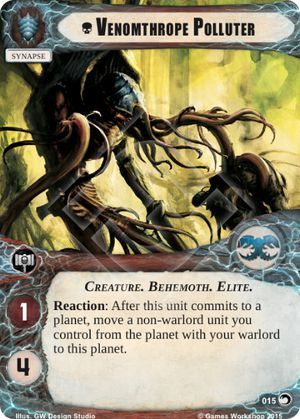 VENOMTHROPE POLLUTER
SYNAPSE
CREATURE. BEHEMOTH. ELITE.
1
Reaction: After this unit commits to a
planet, move a non-warlord unit you
control from the planet with your warlord
to this planet.
4
015
Illus. GW Design Studio
© Games Workshop 2015